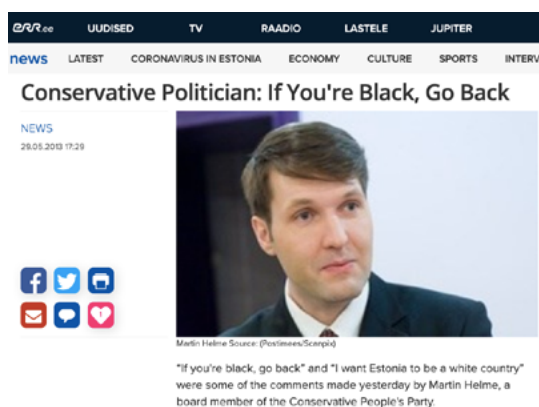 err.ee UUDISED TV RAADIO LASTELE JUPITER
news LATEST CORONAVIRUS IN ESTONIA ECONOMY CULTURE SPORTS INTERV
Conservative Politician: If You're Black, Go Back
NEWS
29.05.2013 17:29
1
Martin Helme Source: (Postimees/Scanpix)
"If you're black, go back" and "I want Estonia to be a white country"
were some of the comments made yesterday by Martin Helme, a
board member of the Conservative People's Party.